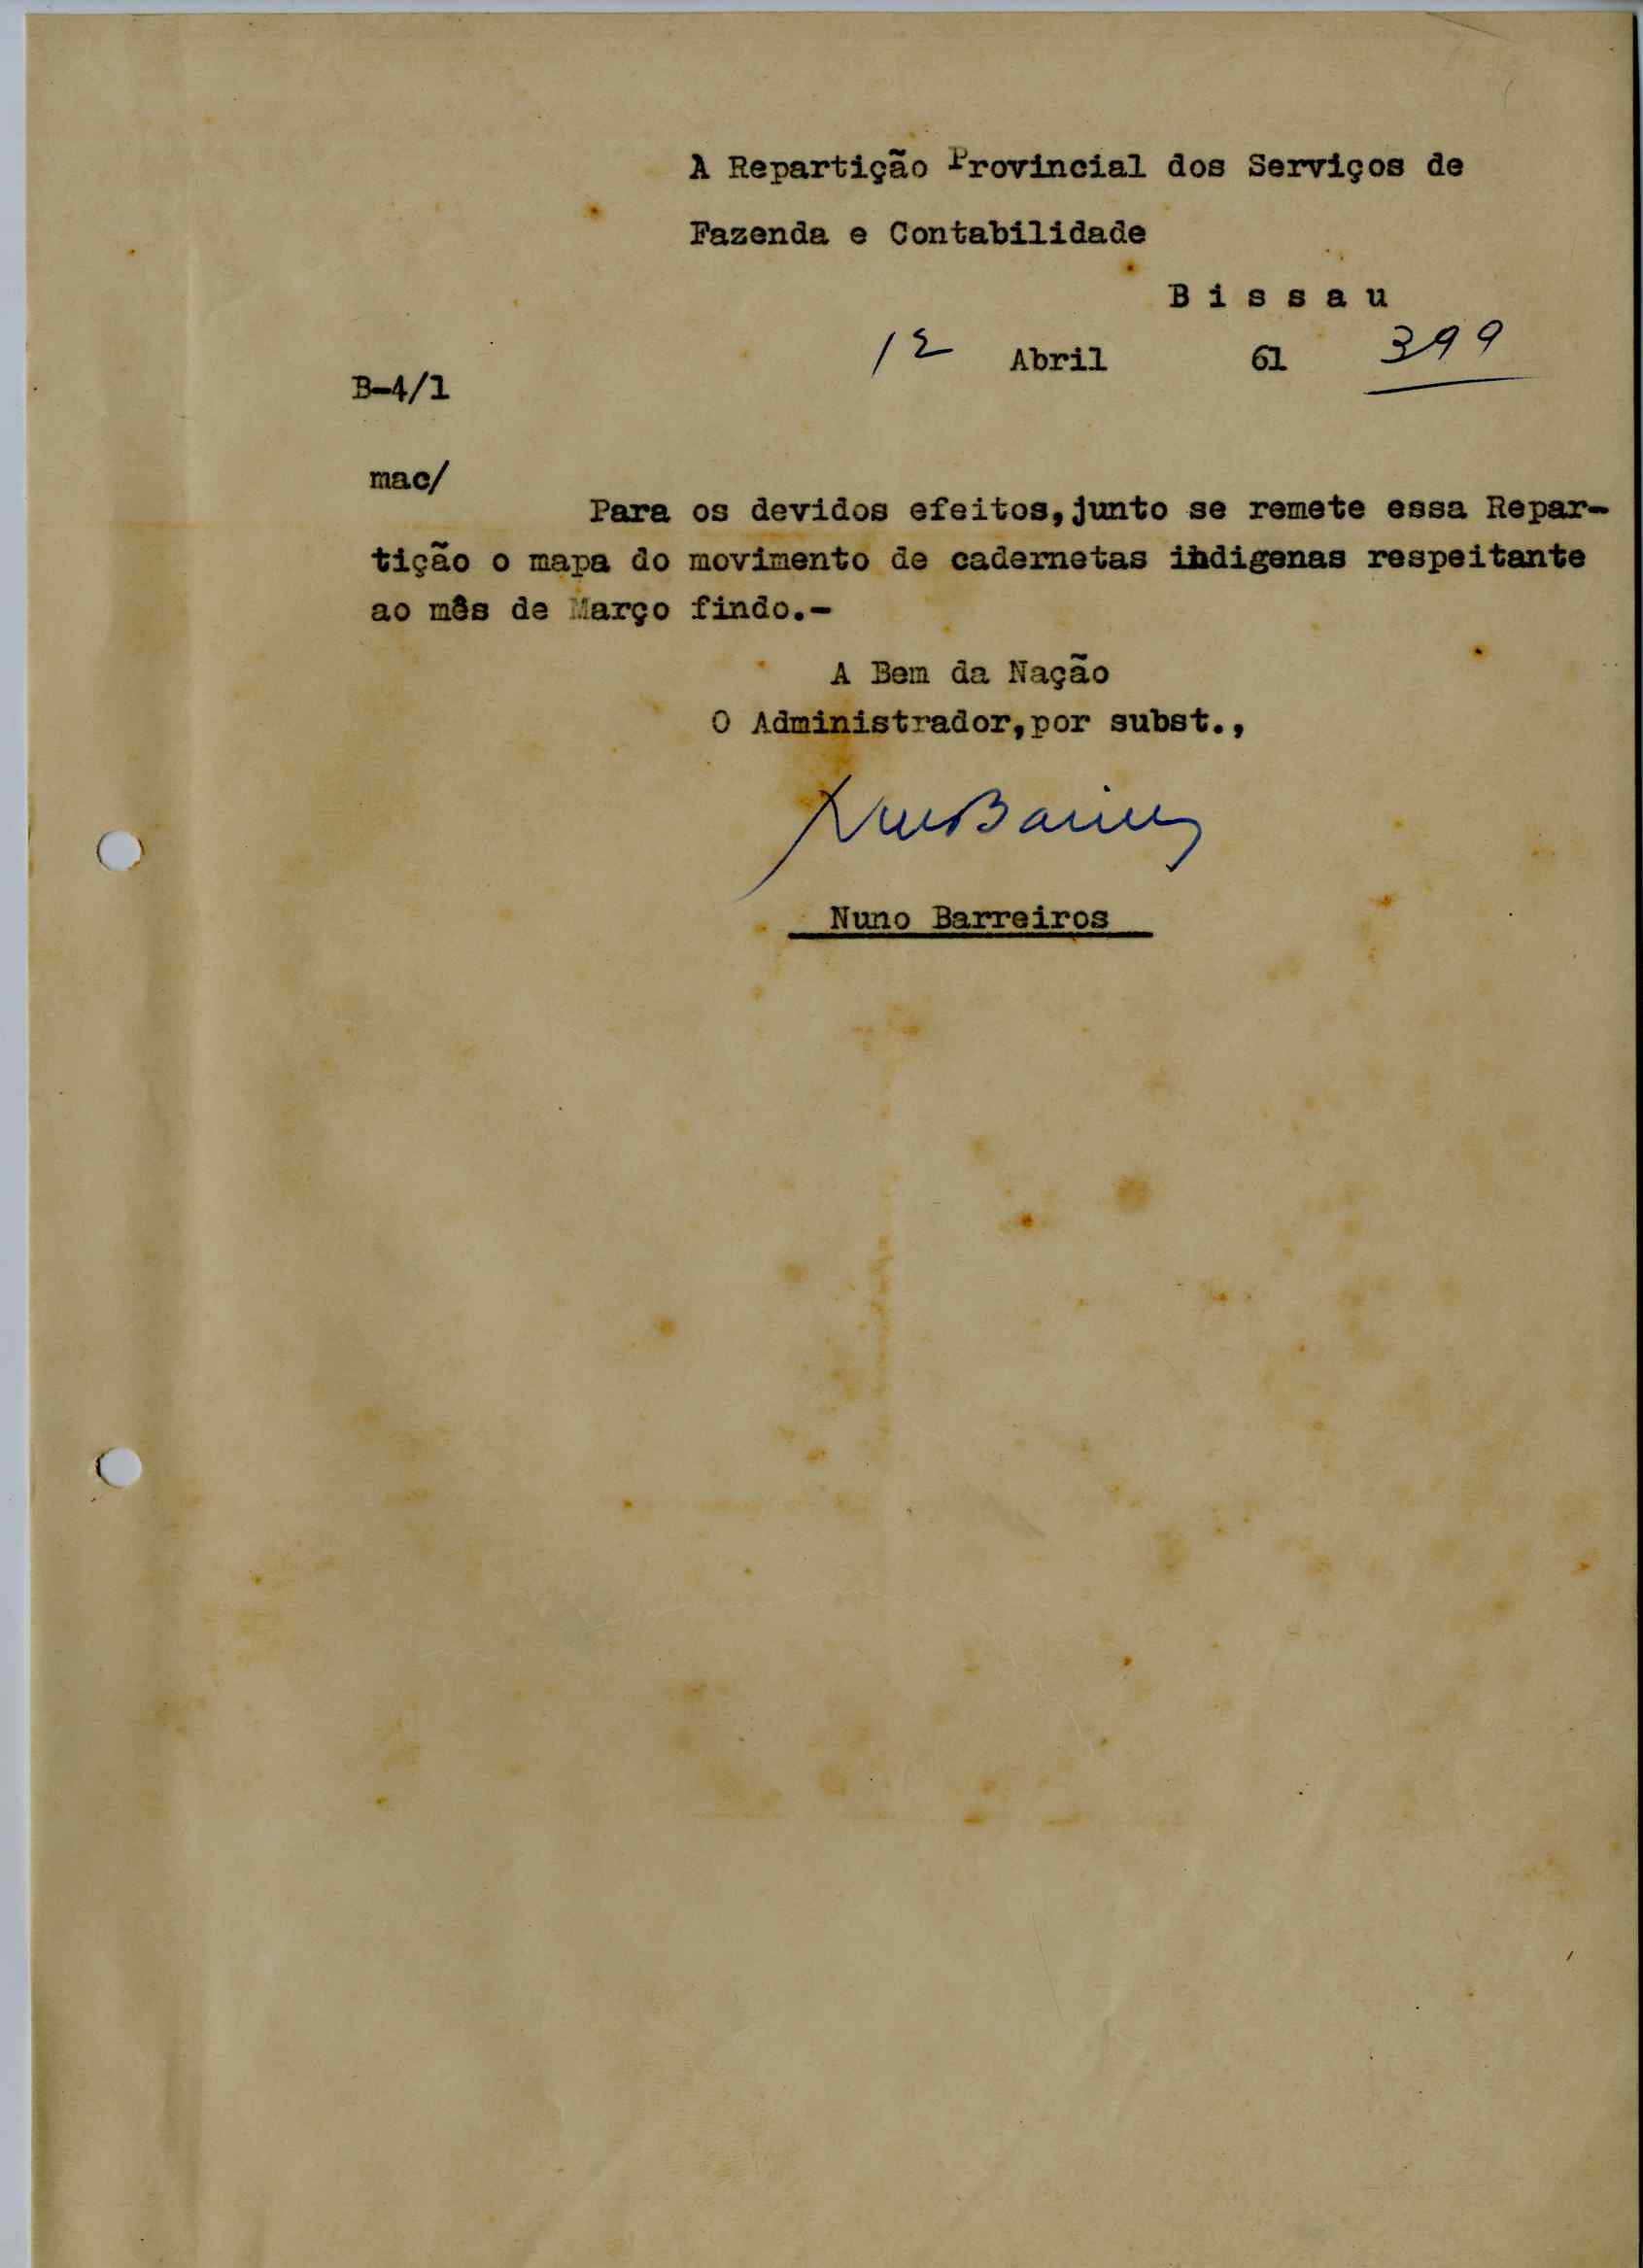 A Repartição Provincial dos Serviços de
Fazenda e Contabilidade
B i s s a u
12 Abril 61 399
B-4/1
mac/
Para os devidos efeitos,junto se remete essa Repar-
tição o mapa do movimento de cadernetas indigenas respeitante
ao mês de Março findo.-
A Bem da Nação
O Administrador,por subst.,
Nuno Barreiros